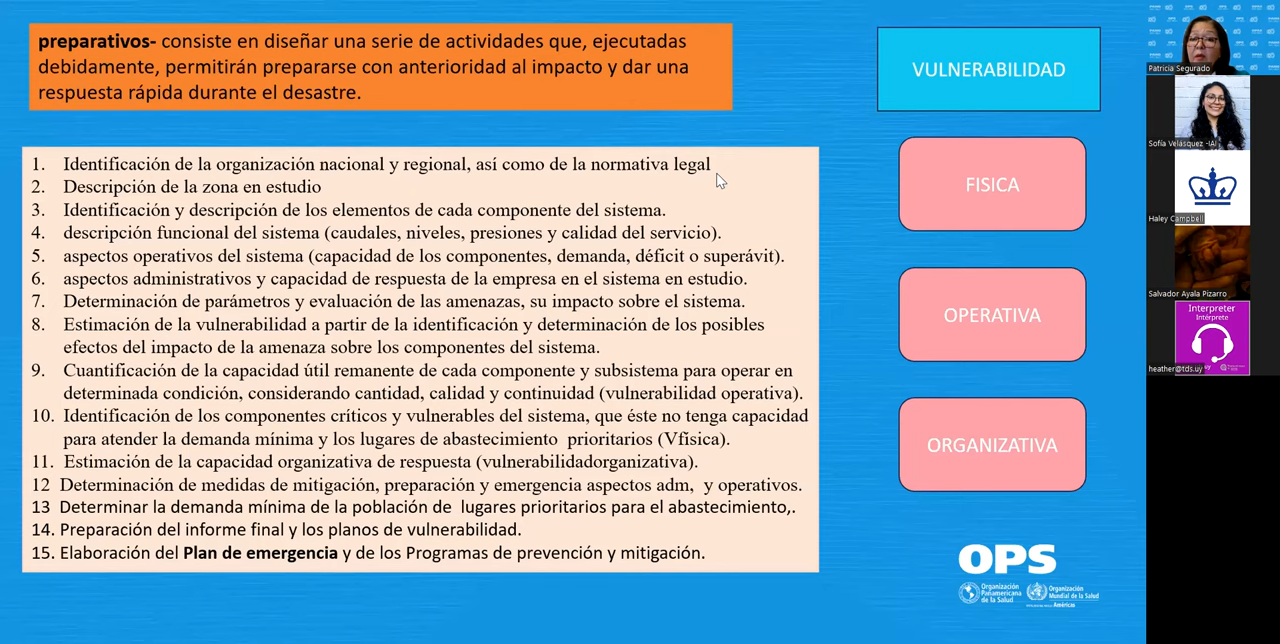 preparativos- consiste en diseñar una serie de actividades que, ejecutadas
debidamente, permitirán prepararse con anterioridad al impacto y dar una
respuesta rápida durante el desastre.
VULNERABILIDAD
1. Identificación de la organización nacional y regional, así como de la normativa legal
2. Descripción de la zona en estudio
3. Identificación y descripción de los elementos de cada componente del sistema.
4. descripción funcional del sistema (caudales, niveles, presiones y calidad del servicio).
5. aspectos operativos del sistema (capacidad de los componentes, demanda, déficit o superávit).
6. aspectos administrativos y capacidad de respuesta de la empresa en el sistema en estudio.
7. Determinación de parámetros y evaluación de las amenazas, su impacto sobre el sistema.
8. Estimación de la vulnerabilidad a partir de la identificación y determinación de los posibles
efectos del impacto de la amenaza sobre los componentes del sistema.
9. Cuantificación de la capacidad útil remanente de cada componente y subsistema para operar en
determinada condición, considerando cantidad, calidad y continuidad (vulnerabilidad operativa).
10. Identificación de los componentes críticos y vulnerables del sistema, que éste no tenga capacidad
para atender la demanda mínima y los lugares de abastecimiento prioritarios (Vfísica).
11. Estimación de la capacidad organizativa de respuesta (vulnerabilidadorganizativa).
12 Determinación de medidas de mitigación, preparación y emergencia aspectos adm, y operativos.
13 Determinar la demanda mínima de la población de lugares prioritarios para el abastecimiento,.
14. Preparación del informe final y los planos de vulnerabilidad.
15. Elaboración del Plan de emergencia y de los Programas de prevención y mitigación.
FISICA
OPERATIVA
ORGANIZATIVA
OPS
Organización
Panamericana
de la Salud
Organización
Mundial de la Salud
Américas
Patricia Segurado
Sofía Velásquez -IAI
Haley Campbell
Salvador Ayala Pizarro
Interpreter
Intérprete
heather@tds.uy